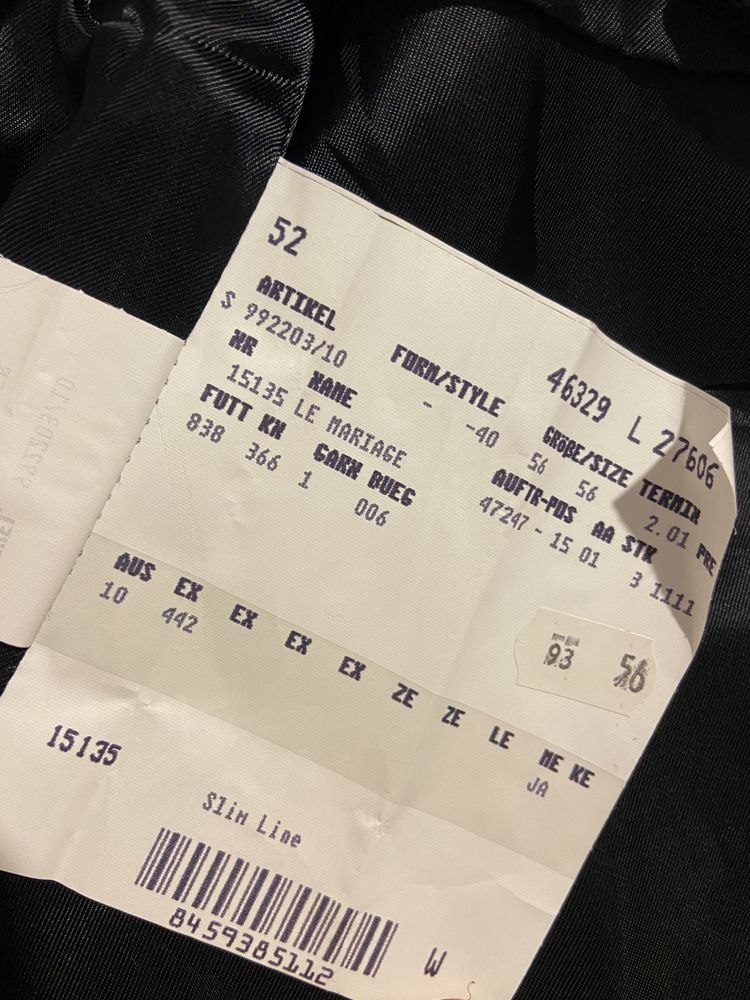 52
46329 L 27606
ARTIKEL FORM/STYLE GRÖBE/SIZE TERMIN
$ 992203/10 - -40 56 56 2.01 PRE
NR NAME AUFTR-POS AA STK
15135 LE MARIAGE 47247 - 15 01 3 1111
FUTT KN GARN BUEG
838 366 1 006
93 56
AUS EX EX EX EX ZE ZE LE ME KE
10 442 JA
15135
Slim Line
8459385112
W